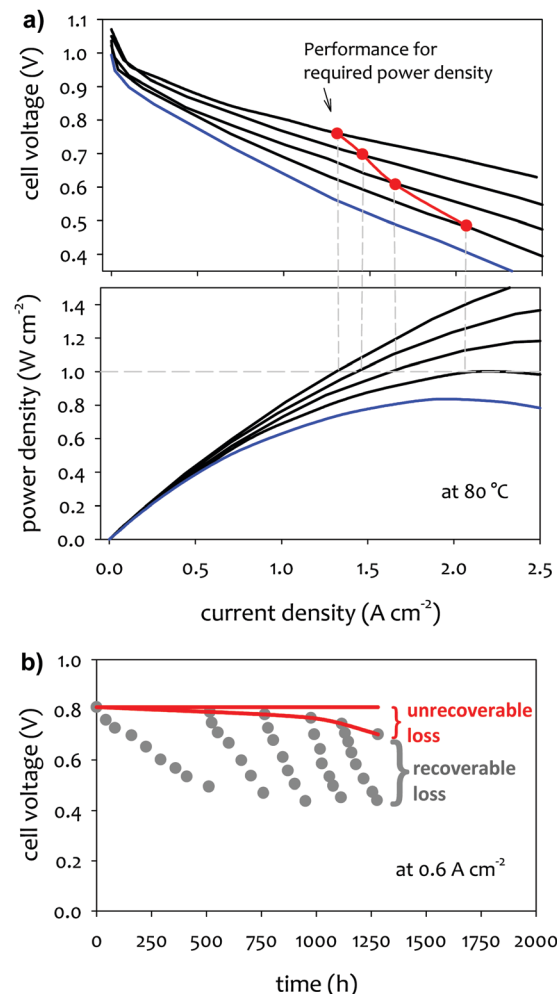 a)
1.1
1.0
0.9
0.8
0.7
0.6
0.5
0.4
cell voltage (V)
Performance for
required power density
1.4
1.2
1.0
0.8
0.6
0.4
0.2
0.0
power density (W cm⁻²)
at 80 °C
0.0 0.5 1.0 1.5 2.0 2.5
current density (A cm⁻²)
b)
1.0
0.8
0.6
0.4
0.2
0.0
cell voltage (V)
unrecoverable
loss
recoverable
loss
at 0.6 A cm⁻²
0 250 500 750 1000 1250 1500 1750 2000
time (h)